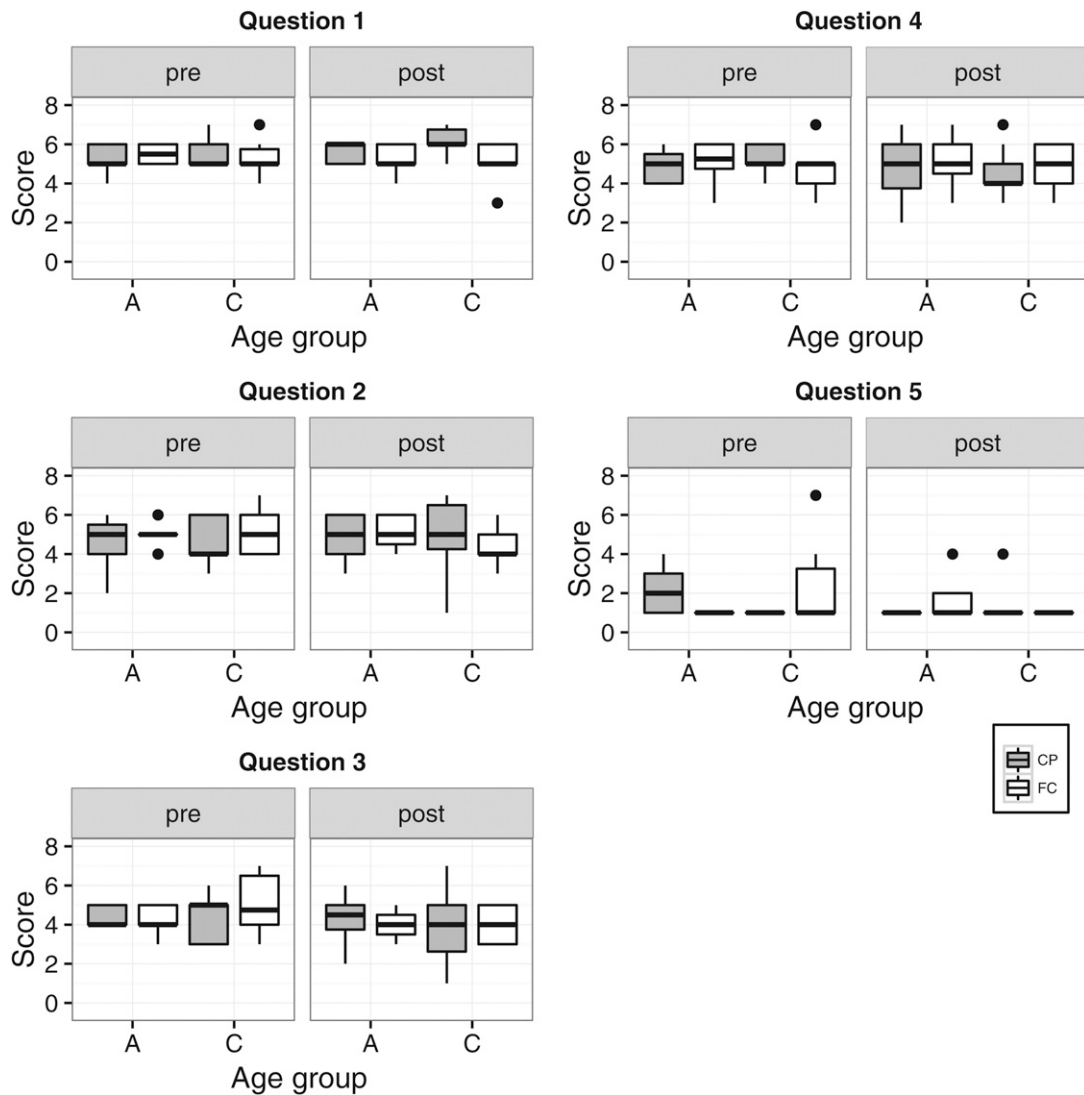 Question 1
pre
post
8
6
4
2
0
Score
A
C
A
C
Age group
Question 4
pre
post
8
6
4
2
0
Score
A
C
A
C
Age group
Question 2
pre
post
8
6
4
2
0
Score
A
C
A
C
Age group
Question 5
pre
post
8
6
4
2
0
Score
A
C
A
C
Age group
Question 3
pre
post
8
6
4
2
0
Score
A
C
A
C
Age group
CP
FC